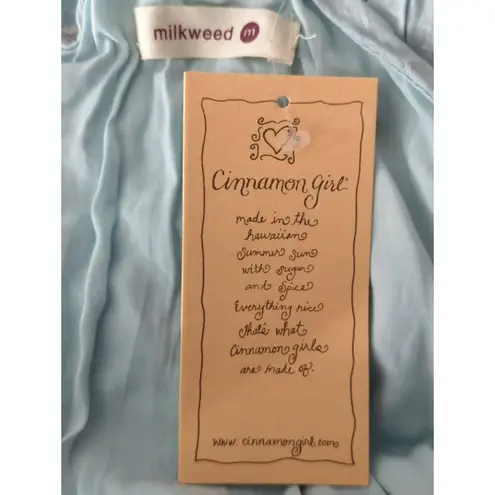 milkweed m
Cinnamon Girl™
made in the
hawaiian
Summer Sun
with sugar
and spice
Everything nice
that's what
Cinnamon girls
are made of.
www.cinnamongirl.com